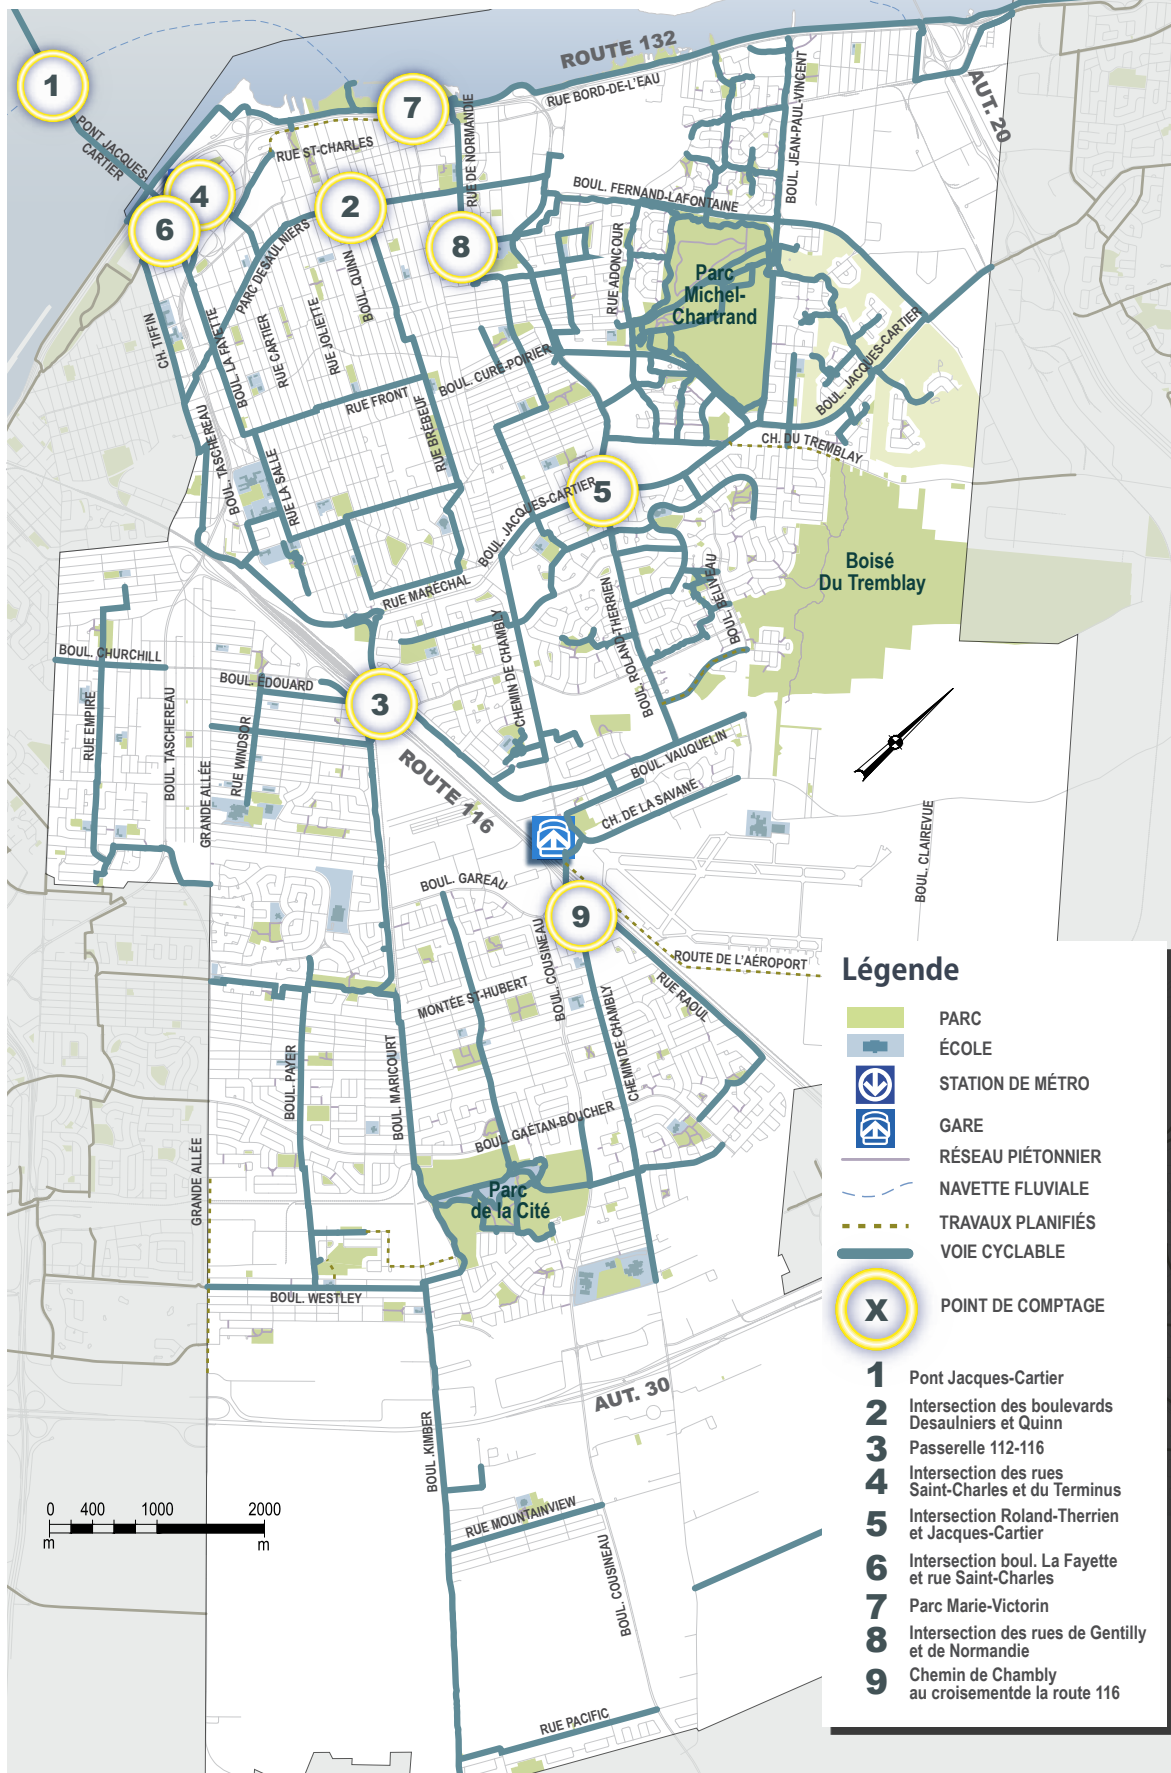 ROUTE 132
RUE BORD-DE-L'EAU
AUT. 20
BOUL. JEAN-PAUL-VINCENT
1
7
PONT JACQUES-
CARTIER
RUE ST-CHARLES
RUE DE NORMANDIE
4
2
6
8
BOUL. FERNAND-LAFONTAINE
PARC DESAULNIERS
BOUL. QUINN
RUE ADONCOUR
Parc
Michel-
Chartrand
CH. TIFFIN
BOUL. LA FAYETTE
RUE CARTIER
RUE JOLIETTE
BOUL. CURÉ-POIRIER
BOUL. JACQUES-CARTIER
RUE FRONT
RUE BRÉBEUF
CH. DU TREMBLAY
BOUL. TASCHEREAU
RUE LA SALLE
5
BOUL. JACQUES-CARTIER
Boisé
Du Tremblay
RUE MARÉCHAL
BOUL. ROLAND-THERRIEN
BOUL. BELIVEAU
CHEMIN DE CHAMBLY
BOUL. CHURCHILL
BOUL. ÉDOUARD
3
RUE EMPIRE
BOUL. TASCHEREAU
GRANDE ALLÉE
RUE WINDSOR
ROUTE 116
BOUL. VAUQUELIN
CH. DE LA SAVANE
BOUL. CLAIREVUE
BOUL. GAREAU
9
BOUL. COUSINEAU
ROUTE DE L'AÉROPORT
RUE RAOUL
MONTÉE ST-HUBERT
CHEMIN DE CHAMBLY
BOUL. PAYER
BOUL. MARICOURT
BOUL. GAÉTAN-BOUCHER
GRANDE ALLÉE
Parc
de la Cité
BOUL. WESTLEY
AUT. 30
BOUL .KIMBER
RUE MOUNTAINVIEW
BOUL. COUSINEAU
RUE PACIFIC
0 400 1000 2000
m m
Légende
PARC
ÉCOLE
STATION DE MÉTRO
GARE
RÉSEAU PIÉTONNIER
NAVETTE FLUVIALE
TRAVAUX PLANIFIÉS
VOIE CYCLABLE
X POINT DE COMPTAGE
1 Pont Jacques-Cartier
2 Intersection des boulevards
Desaulniers et Quinn
3 Passerelle 112-116
4 Intersection des rues
Saint-Charles et du Terminus
5 Intersection Roland-Therrien
et Jacques-Cartier
6 Intersection boul. La Fayette
et rue Saint-Charles
7 Parc Marie-Victorin
8 Intersection des rues de Gentilly
et de Normandie
9 Chemin de Chambly
au croisementde la route 116